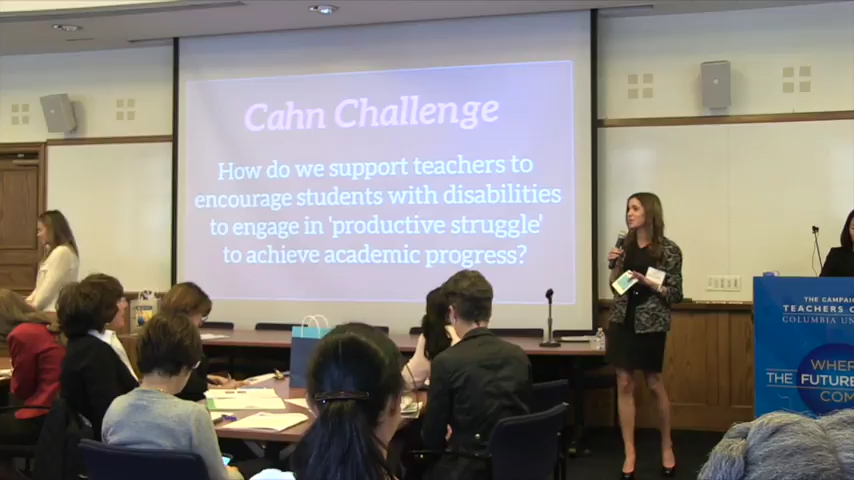 Cahn Challenge
How do we support teachers to
encourage students with disabilities
to engage in 'productive struggle'
to achieve academic progress?
THE CAMPAIG
TEACHERS C
COLUMBIA UN
WHER
THE FUTURE
COM